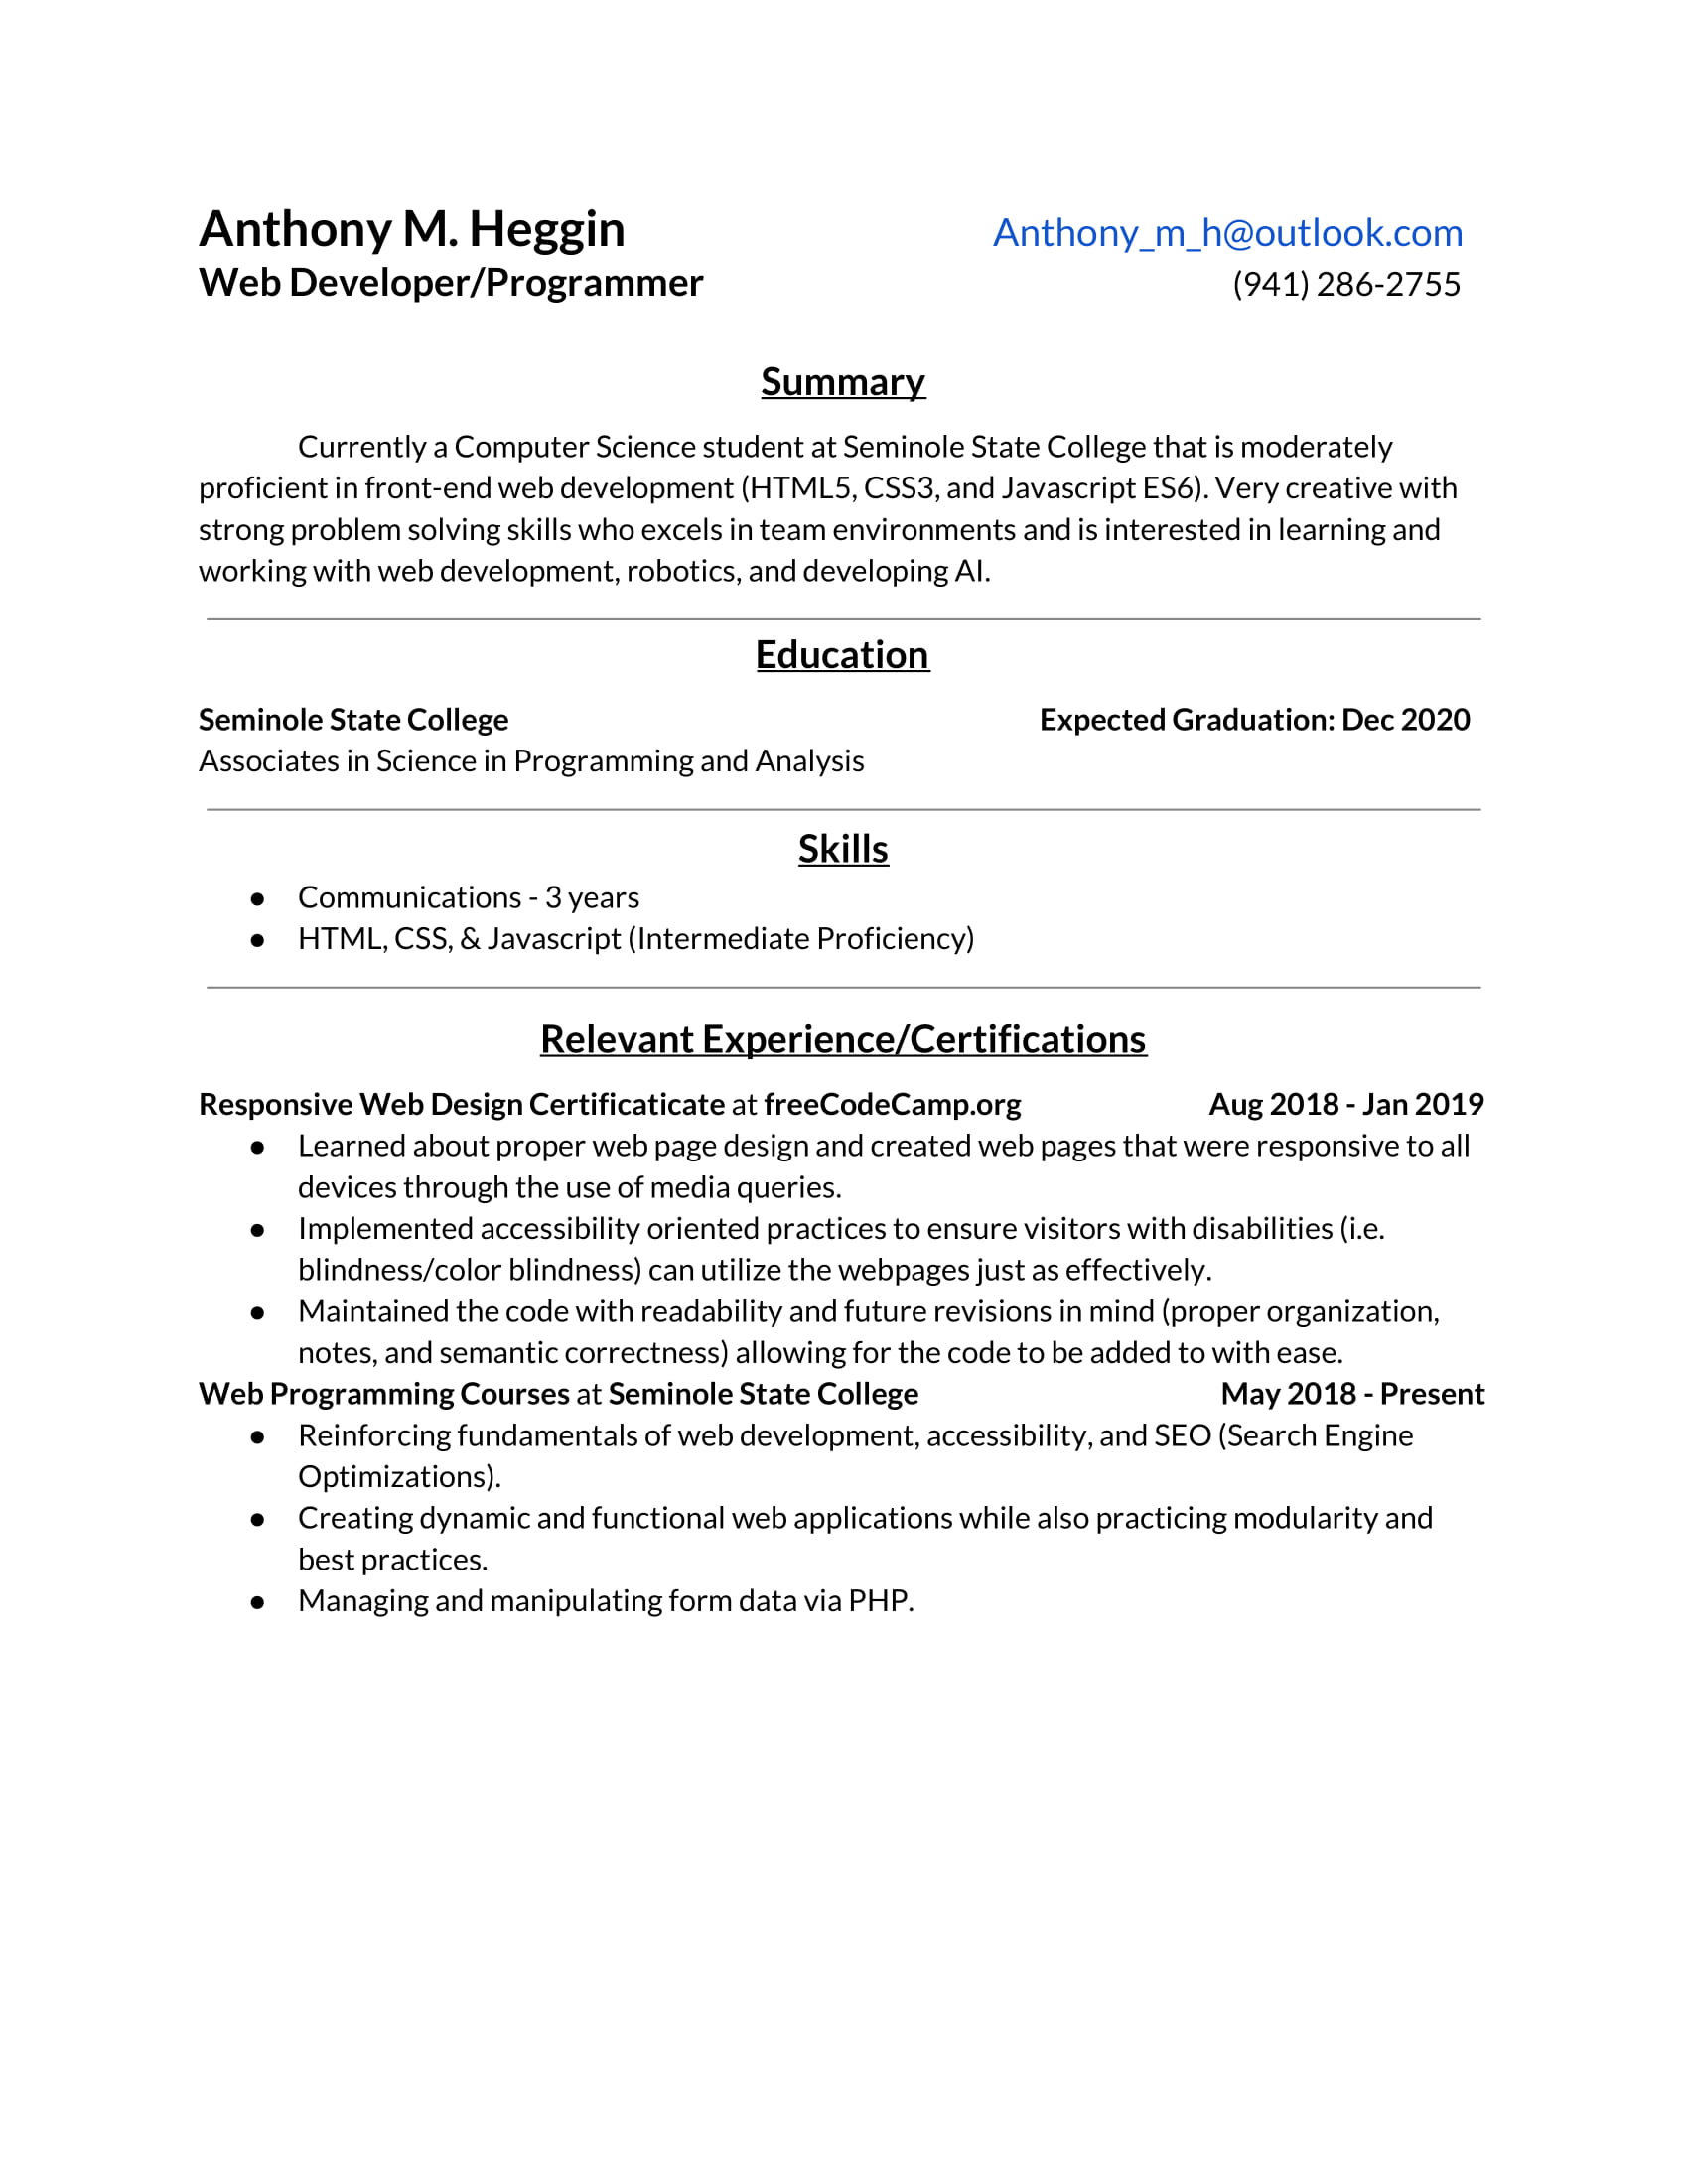 Anthony M. Heggin Anthony_m_h@outlook.com
Web Developer/Programmer (941) 286-2755
Summary
Currently a Computer Science student at Seminole State College that is moderately
proficient in front-end web development (HTML5, CSS3, and Javascript ES6). Very creative with
strong problem solving skills who excels in team environments and is interested in learning and
working with web development, robotics, and developing AI.
Education
Seminole State College Expected Graduation: Dec 2020
Associates in Science in Programming and Analysis
Skills
● Communications - 3 years
● HTML, CSS, & Javascript (Intermediate Proficiency)
Relevant Experience/Certifications
Responsive Web Design Certificaticate at freeCodeCamp.org Aug 2018 - Jan 2019
● Learned about proper web page design and created web pages that were responsive to all
devices through the use of media queries.
● Implemented accessibility oriented practices to ensure visitors with disabilities (i.e.
blindness/color blindness) can utilize the webpages just as effectively.
● Maintained the code with readability and future revisions in mind (proper organization,
notes, and semantic correctness) allowing for the code to be added to with ease.
Web Programming Courses at Seminole State College May 2018 - Present
● Reinforcing fundamentals of web development, accessibility, and SEO (Search Engine
Optimizations).
● Creating dynamic and functional web applications while also practicing modularity and
best practices.
● Managing and manipulating form data via PHP.